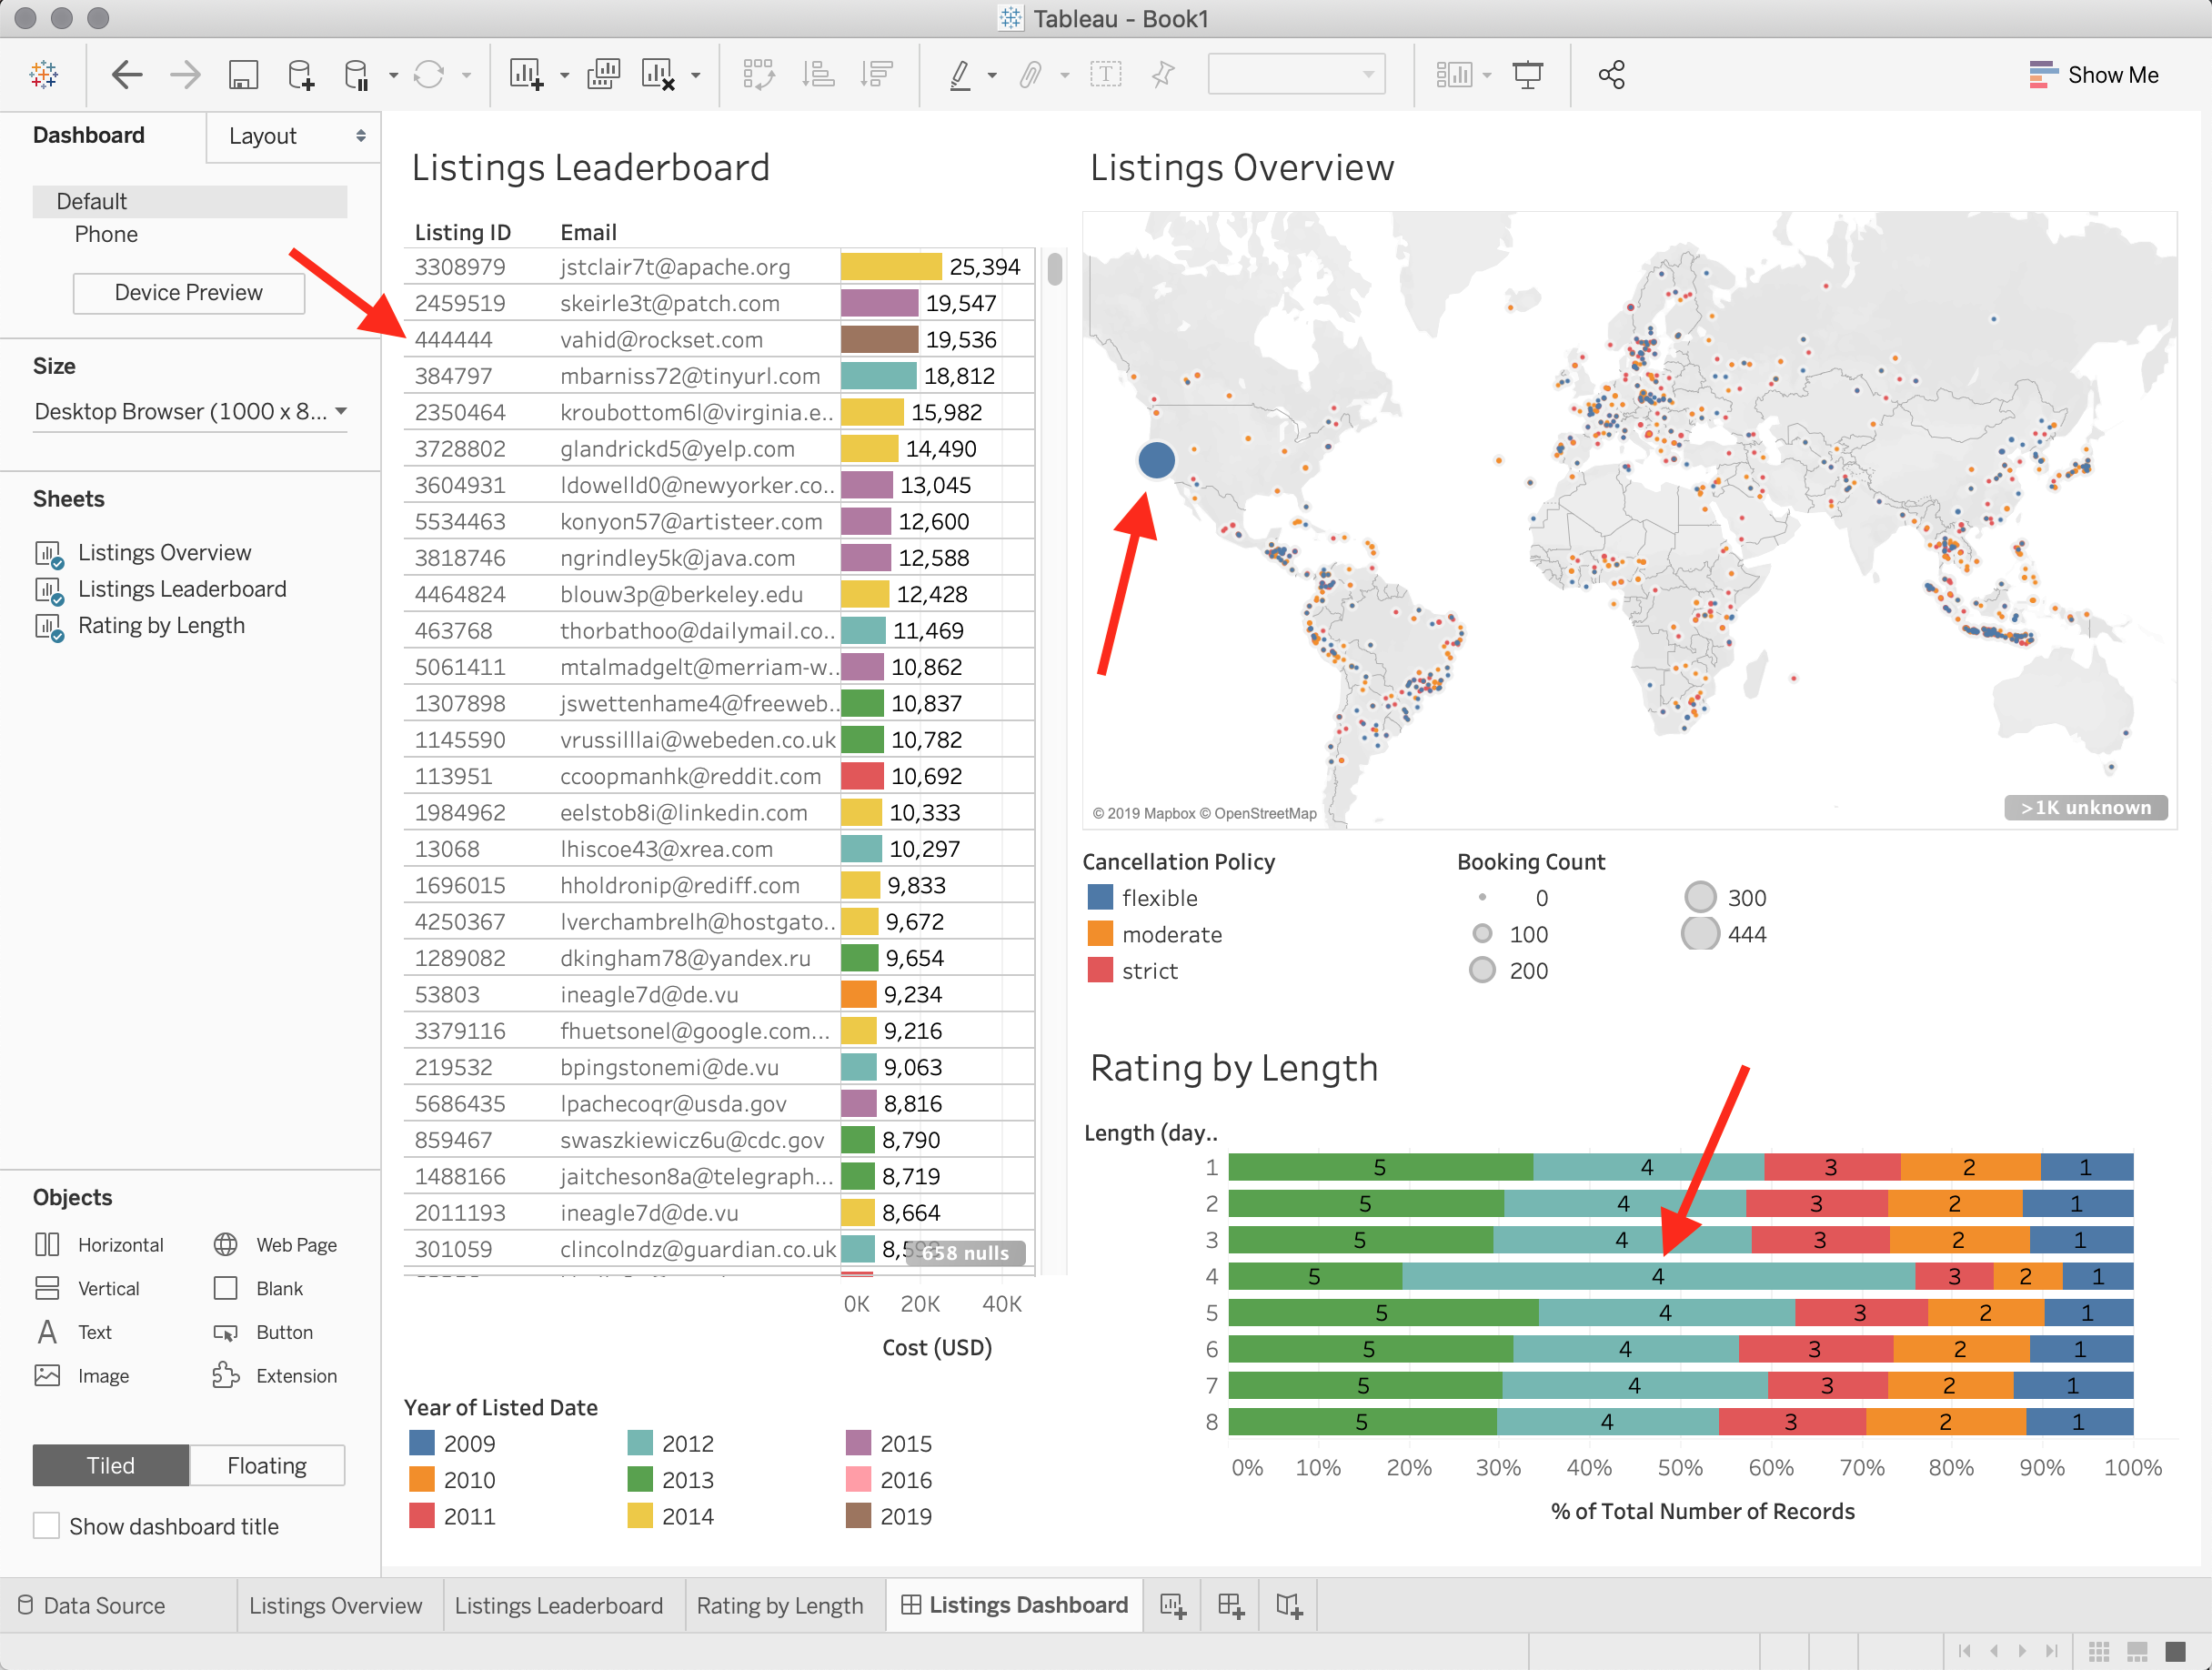 Tableau - Book1
Show Me
Dashboard
Layout
Default
Phone
Device Preview
Size
Desktop Browser (1000 x 8...
Sheets
Listings Overview
Listings Leaderboard
Rating by Length
Objects
Horizontal Web Page
Vertical Blank
Text Button
Image Extension
Tiled Floating
Show dashboard title
Listings Leaderboard
Listing ID Email
3308979 jstclair7t@apache.org 25,394
2459519 skeirle3t@patch.com 19,547
444444 vahid@rockset.com 19,536
384797 mbarniss72@tinyurl.com 18,812
2350464 kroubottom6l@virginia.e.. 15,982
3728802 glandrickd5@yelp.com 14,490
3604931 ldowelld0@newyorker.co.. 13,045
5534463 konyon57@artisteer.com 12,600
3818746 ngrindley5k@java.com 12,588
4464824 blouw3p@berkeley.edu 12,428
463768 thorbathoo@dailymail.co.. 11,469
5061411 mtalmadgelt@merriam-w.. 10,862
1307898 jswettenhame4@freeweb.. 10,837
1145590 vrussilllai@webeden.co.uk 10,782
113951 ccoopmanhk@reddit.com 10,692
1984962 eelstob8i@linkedin.com 10,333
13068 lhiscoe43@xrea.com 10,297
1696015 hholdronip@rediff.com 9,833
4250367 lverchambrelh@hostgato.. 9,672
1289082 dkingham78@yandex.ru 9,654
53803 ineagle7d@de.vu 9,234
3379116 fhuetsonel@google.com... 9,216
219532 bpingstonemi@de.vu 9,063
5686435 lpachecoqr@usda.gov 8,816
859467 swaszkiewicz6u@cdc.gov 8,790
1488166 jaitcheson8a@telegraph... 8,719
2011193 ineagle7d@de.vu 8,664
301059 clincolndz@guardian.co.uk
658 nulls
0K 20K 40K
Cost (USD)
Year of Listed Date
2009 2012 2015
2010 2013 2016
2011 2014 2019
Listings Overview
© 2019 Mapbox © OpenStreetMap
>1K unknown
Cancellation Policy
flexible
moderate
strict
Booking Count
0 300
100 444
200
Rating by Length
Length (day..
1 5 4 3 2 1
2 5 4 3 2 1
3 5 4 3 2 1
4 5 4 3 2 1
5 5 4 3 2 1
6 5 4 3 2 1
7 5 4 3 2 1
8 5 4 3 2 1
0% 10% 20% 30% 40% 50% 60% 70% 80% 90% 100%
% of Total Number of Records
Data Source
Listings Overview
Listings Leaderboard
Rating by Length
Listings Dashboard